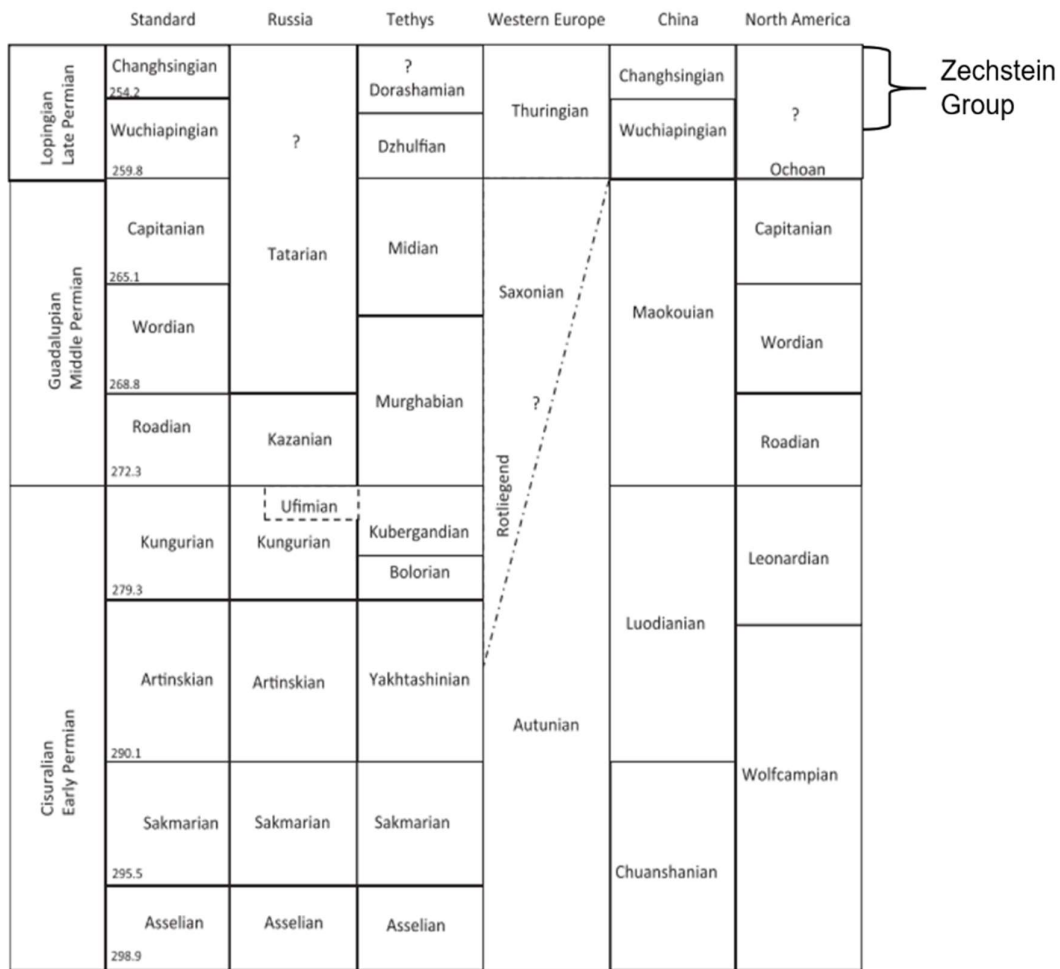 Standard
Russia
Tethys
Western Europe
China
North America
Lopingian
Late Permian
Changhsingian
254.2
Wuchiapingian
259.8
?
?
Dorashamian
Dzhulfian
Thuringian
Changhsingian
Wuchiapingian
?
Ochoan
Zechstein
Group
Guadalupian
Middle Permian
Capitanian
265.1
Wordian
268.8
Roadian
272.3
Tatarian
Kazanian
Midian
Murghabian
Saxonian
?
Rotliegend
Maokouian
Capitanian
Wordian
Roadian
Cisuralian
Early Permian
Kungurian
279.3
Artinskian
290.1
Sakmarian
295.5
Asselian
298.9
Ufimian
Kungurian
Artinskian
Sakmarian
Asselian
Kubergandian
Bolorian
Yakhtashinian
Sakmarian
Asselian
Autunian
Luodianian
Chuanshanian
Leonardian
Wolfcampian